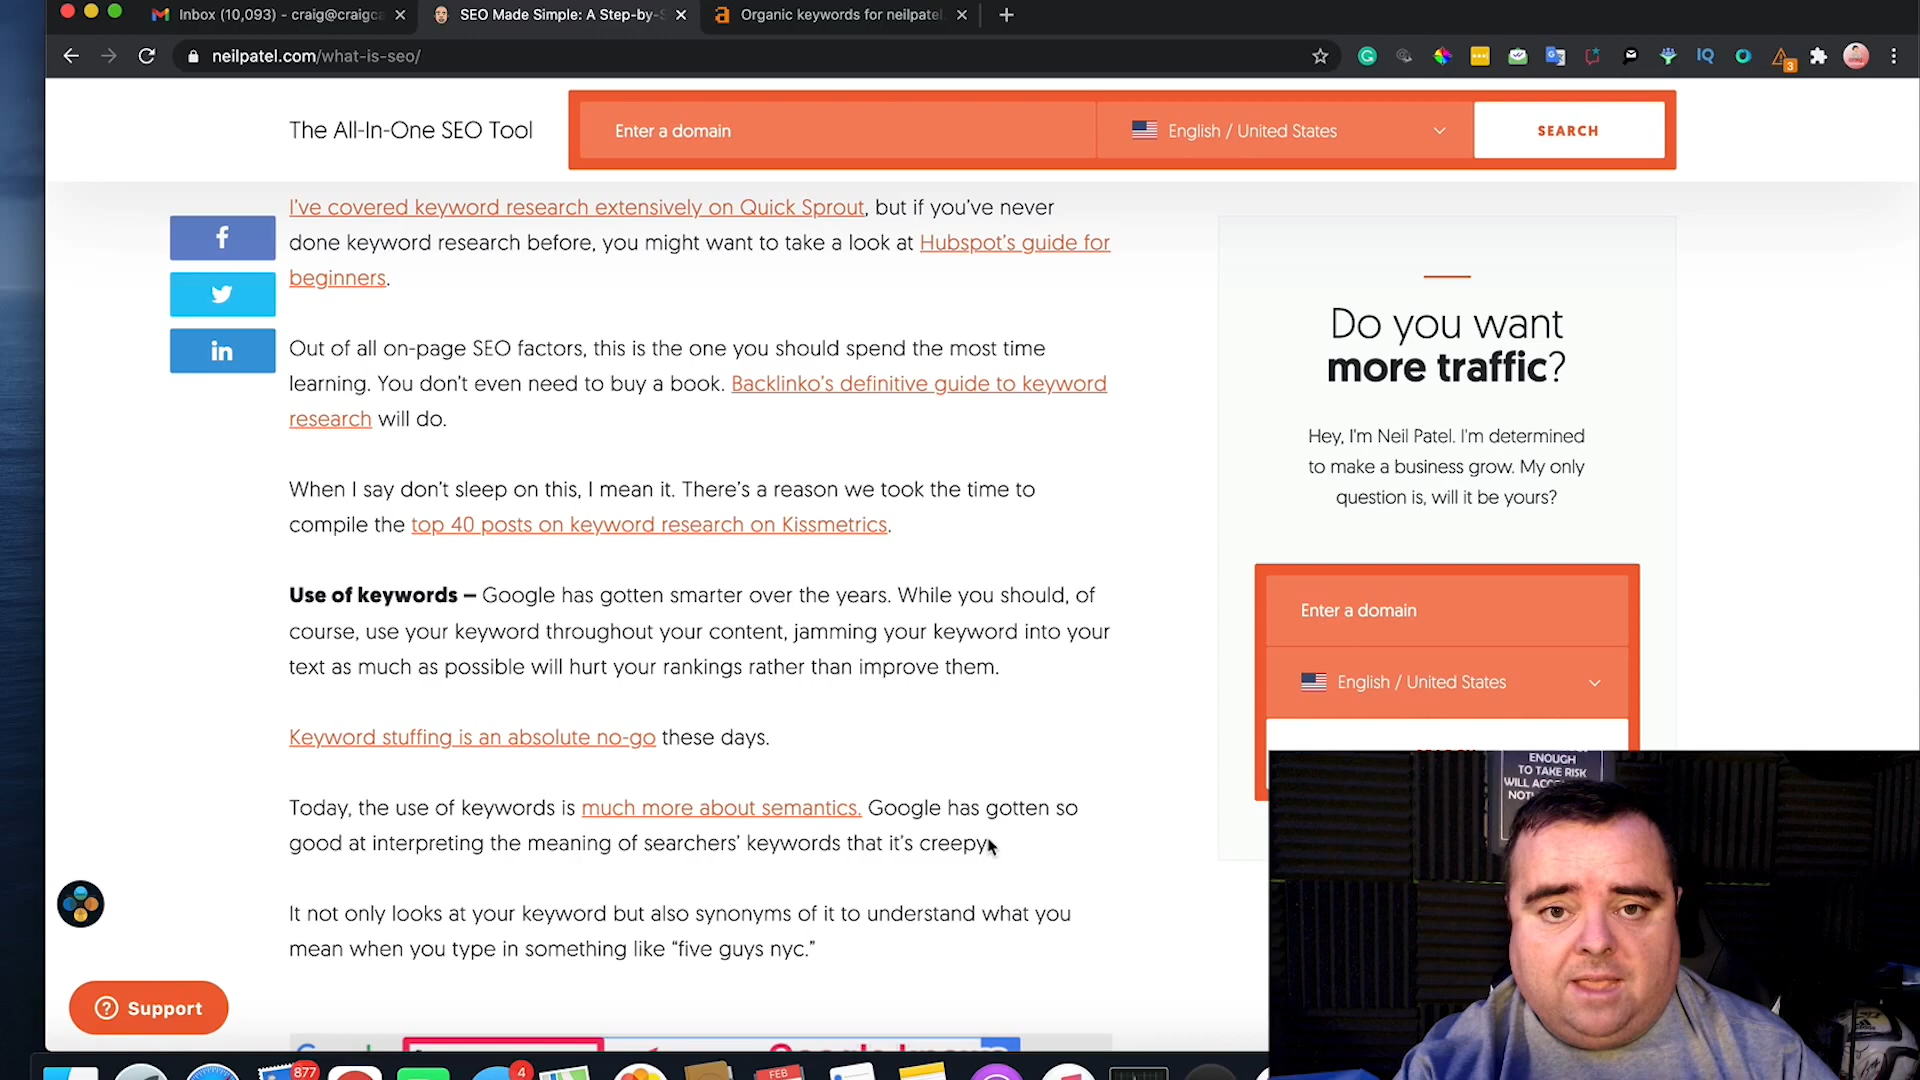 Inbox (10,093) - craig@craigca
SEO Made Simple: A Step-by-S
Organic keywords for neilpatel.
neilpatel.com/what-is-seo/
IQ
3
The All-In-One SEO Tool
Enter a domain
English / United States
SEARCH
I've covered keyword research extensively on Quick Sprout, but if you've never
done keyword research before, you might want to take a look at Hubspot's guide for
beginners.
Out of all on-page SEO factors, this is the one you should spend the most time
learning. You don't even need to buy a book. Backlinko's definitive guide to keyword
research will do.
When I say don't sleep on this, I mean it. There's a reason we took the time to
compile the top 40 posts on keyword research on Kissmetrics.
Use of keywords – Google has gotten smarter over the years. While you should, of
course, use your keyword throughout your content, jamming your keyword into your
text as much as possible will hurt your rankings rather than improve them.
Keyword stuffing is an absolute no-go these days.
Today, the use of keywords is much more about semantics. Google has gotten so
good at interpreting the meaning of searchers' keywords that it's creepy.
It not only looks at your keyword but also synonyms of it to understand what you
mean when you type in something like “five guys nyc.”
f
in
Do you want
more traffic?
Hey, I'm Neil Patel. I'm determined
to make a business grow. My only
question is, will it be yours?
Enter a domain
English / United States
ENOUGH
TO TAKE RISK
WILL
Support
877
4
FEB